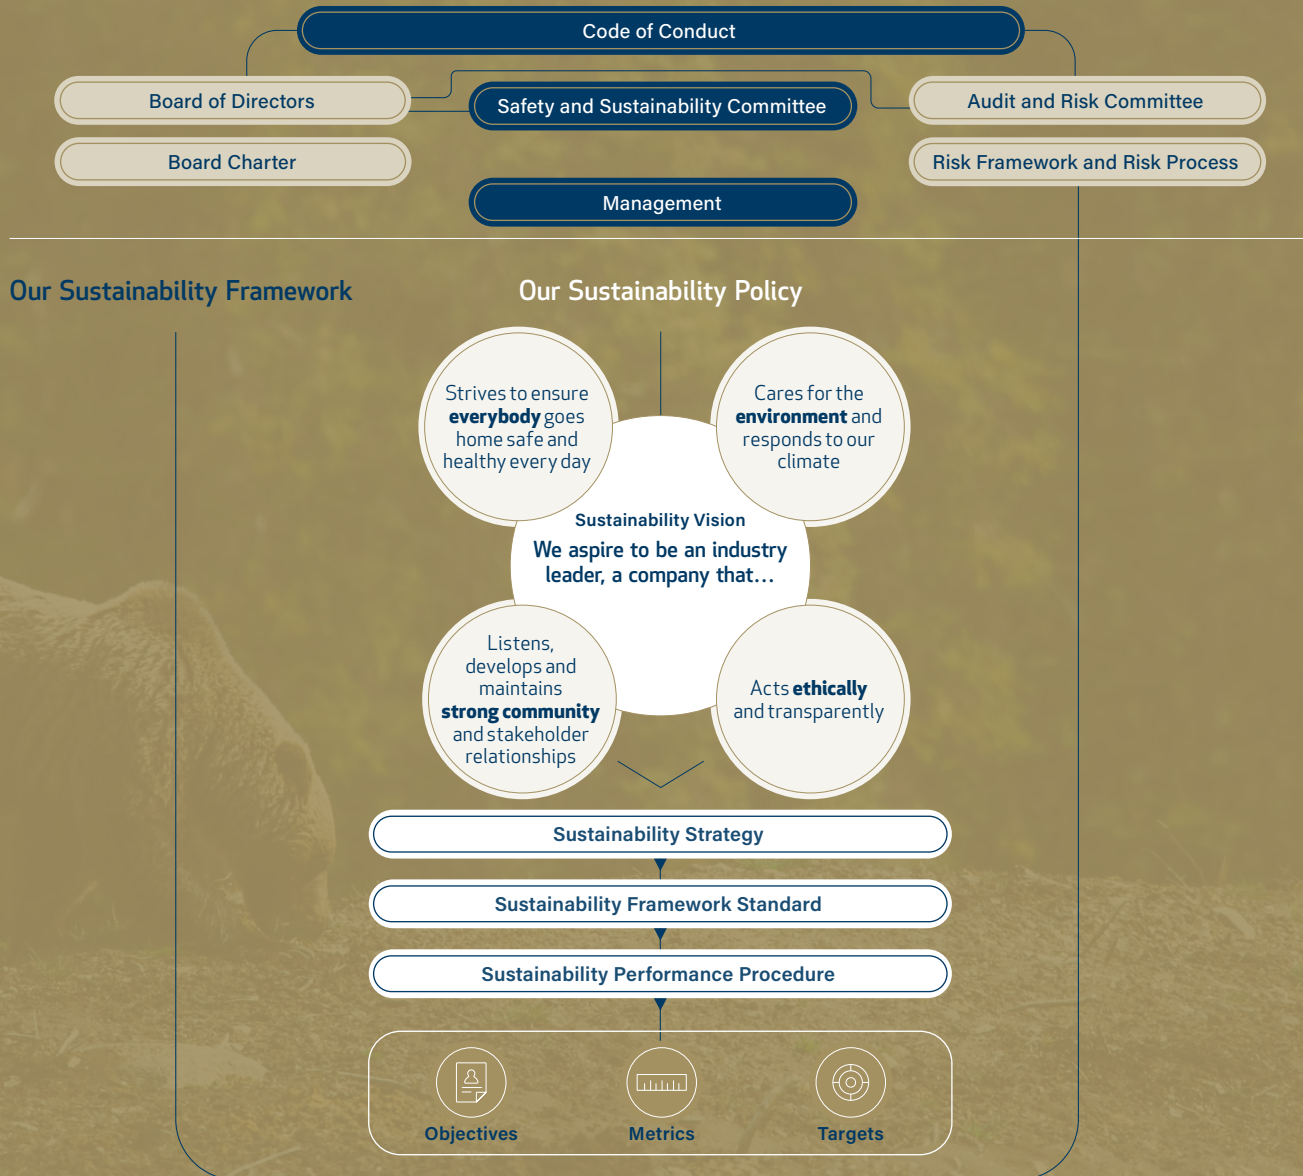 Code of Conduct
Board of Directors
Safety and Sustainability Committee
Audit and Risk Committee
Board Charter
Risk Framework and Risk Process
Management
Our Sustainability Framework
Our Sustainability Policy
Strives to ensure
everybody goes
home safe and
healthy every day
Cares for the
environment and
responds to our
climate
Sustainability Vision
We aspire to be an industry
leader, a company that…
Listens,
develops and
maintains
strong community
and stakeholder
relationships
Acts ethically
and transparently
Sustainability Strategy
Sustainability Framework Standard
Sustainability Performance Procedure
Objectives
Metrics
Targets